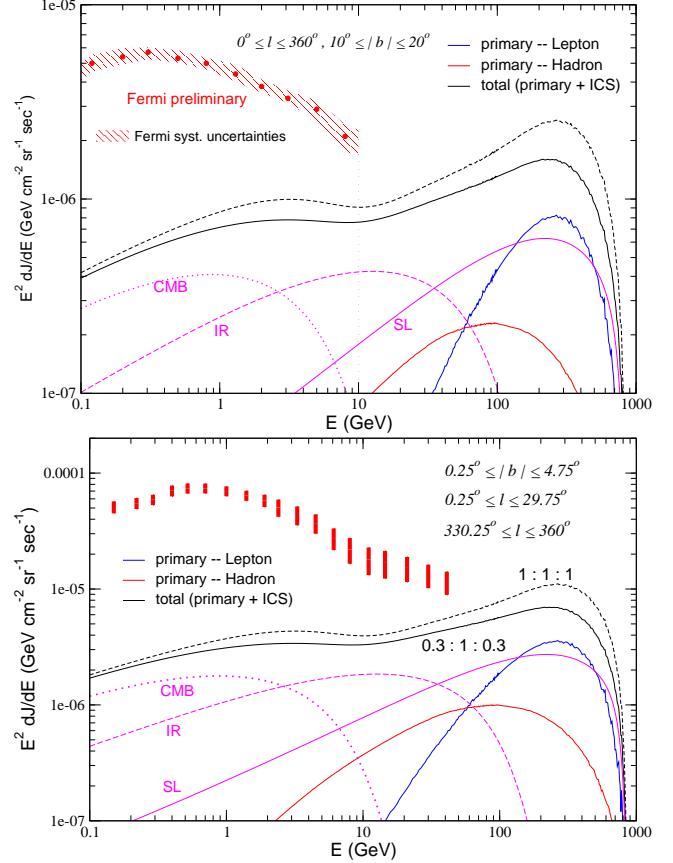 1e-05
0° ≤ l ≤ 360° , 10° ≤ | b | ≤ 20°
primary -- Lepton
primary -- Hadron
total (primary + ICS)
Fermi preliminary
Fermi syst. uncertainties
E² dJ/dE (GeV cm⁻² sr⁻¹ sec⁻¹)
1e-06
CMB
IR
SL
1e-07
0.1
1
10
100
1000
E (GeV)
0.0001
0.25° ≤ | b | ≤ 4.75°
0.25° ≤ l ≤ 29.75°
330.25° ≤ l ≤ 360°
primary -- Lepton
primary -- Hadron
total (primary + ICS)
E² dJ/dE (GeV cm⁻² sr⁻¹ sec⁻¹)
1e-05
1 : 1 : 1
0.3 : 1 : 0.3
CMB
IR
1e-06
SL
1e-07
0.1
1
10
100
1000
E (GeV)